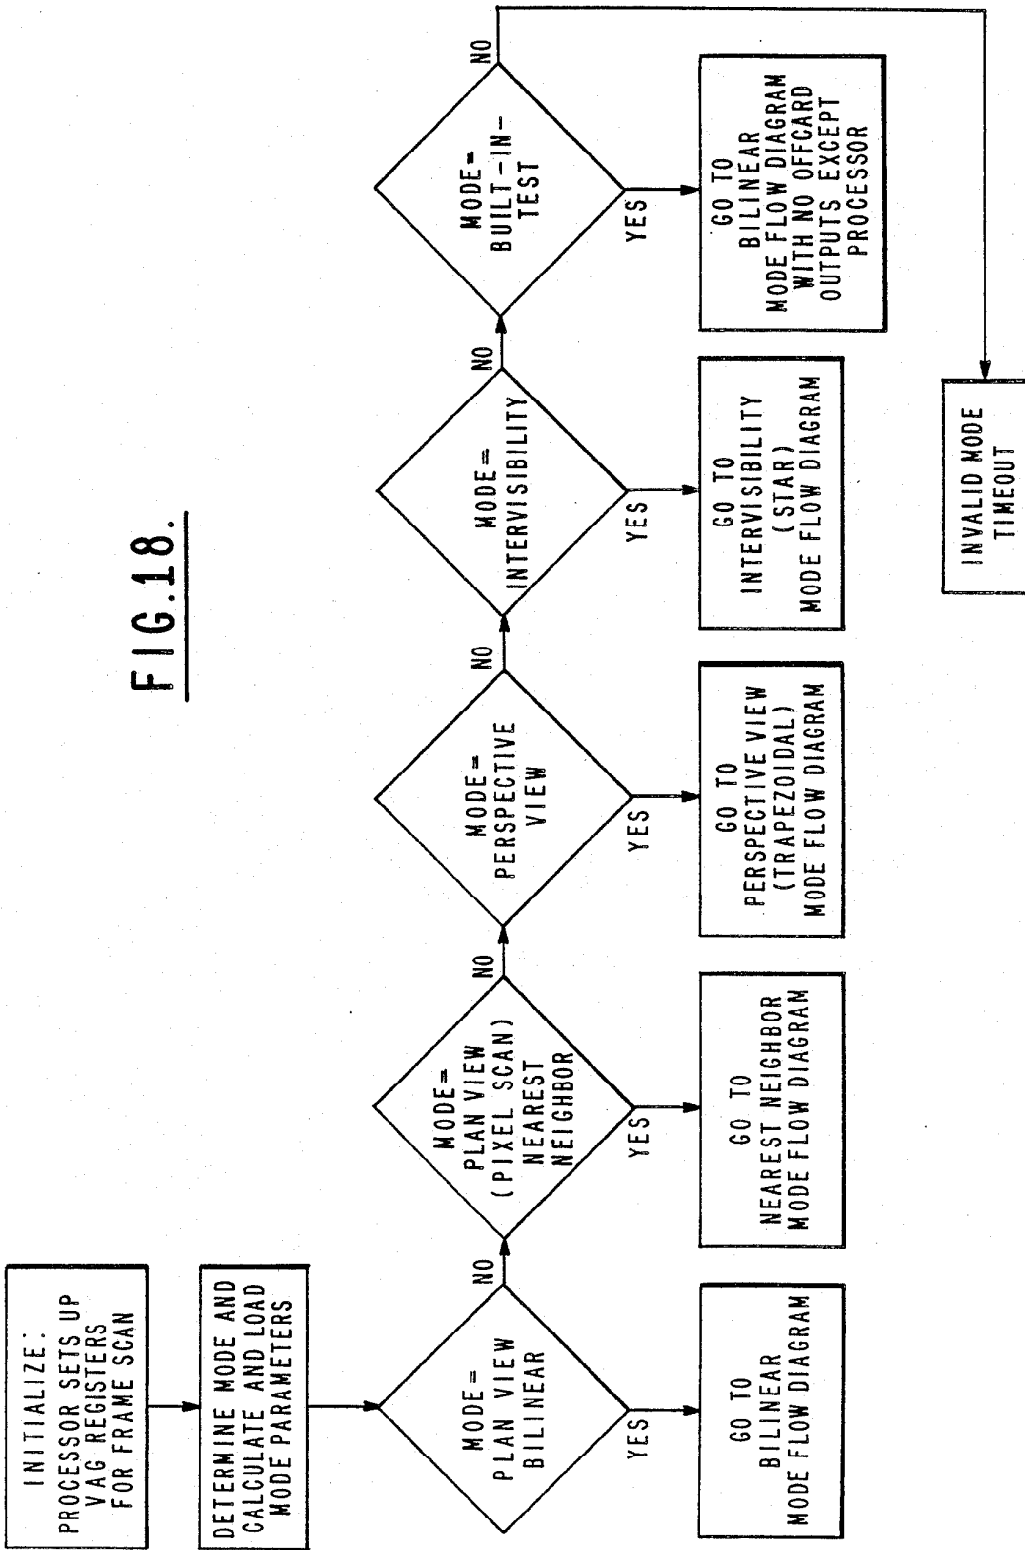 FIG.18.
INITIALIZE:
PROCESSOR SETS UP
VAG REGISTERS
FOR FRAME SCAN
DETERMINE MODE AND
CALCULATE AND LOAD
MODE PARAMETERS
MODE=
PLAN VIEW
BILINEAR
NO
YES
GO TO
BILINEAR
MODE FLOW DIAGRAM
MODE=
PLAN VIEW
(PIXEL SCAN)
NEAREST
NEIGHBOR
NO
YES
GO TO
NEAREST NEIGHBOR
MODE FLOW DIAGRAM
MODE=
PERSPECTIVE
VIEW
NO
YES
GO TO
PERSPECTIVE VIEW
(TRAPEZOIDAL)
MODE FLOW DIAGRAM
MODE=
INTERVISIBILITY
NO
YES
GO TO
INTERVISIBILITY
(STAR)
MODE FLOW DIAGRAM
MODE=
BUILT-IN-
TEST
NO
YES
GO TO
BILINEAR
MODE FLOW DIAGRAM
WITH NO OFFCARD
OUTPUTS EXCEPT
PROCESSOR
INVALID MODE
TIMEOUT